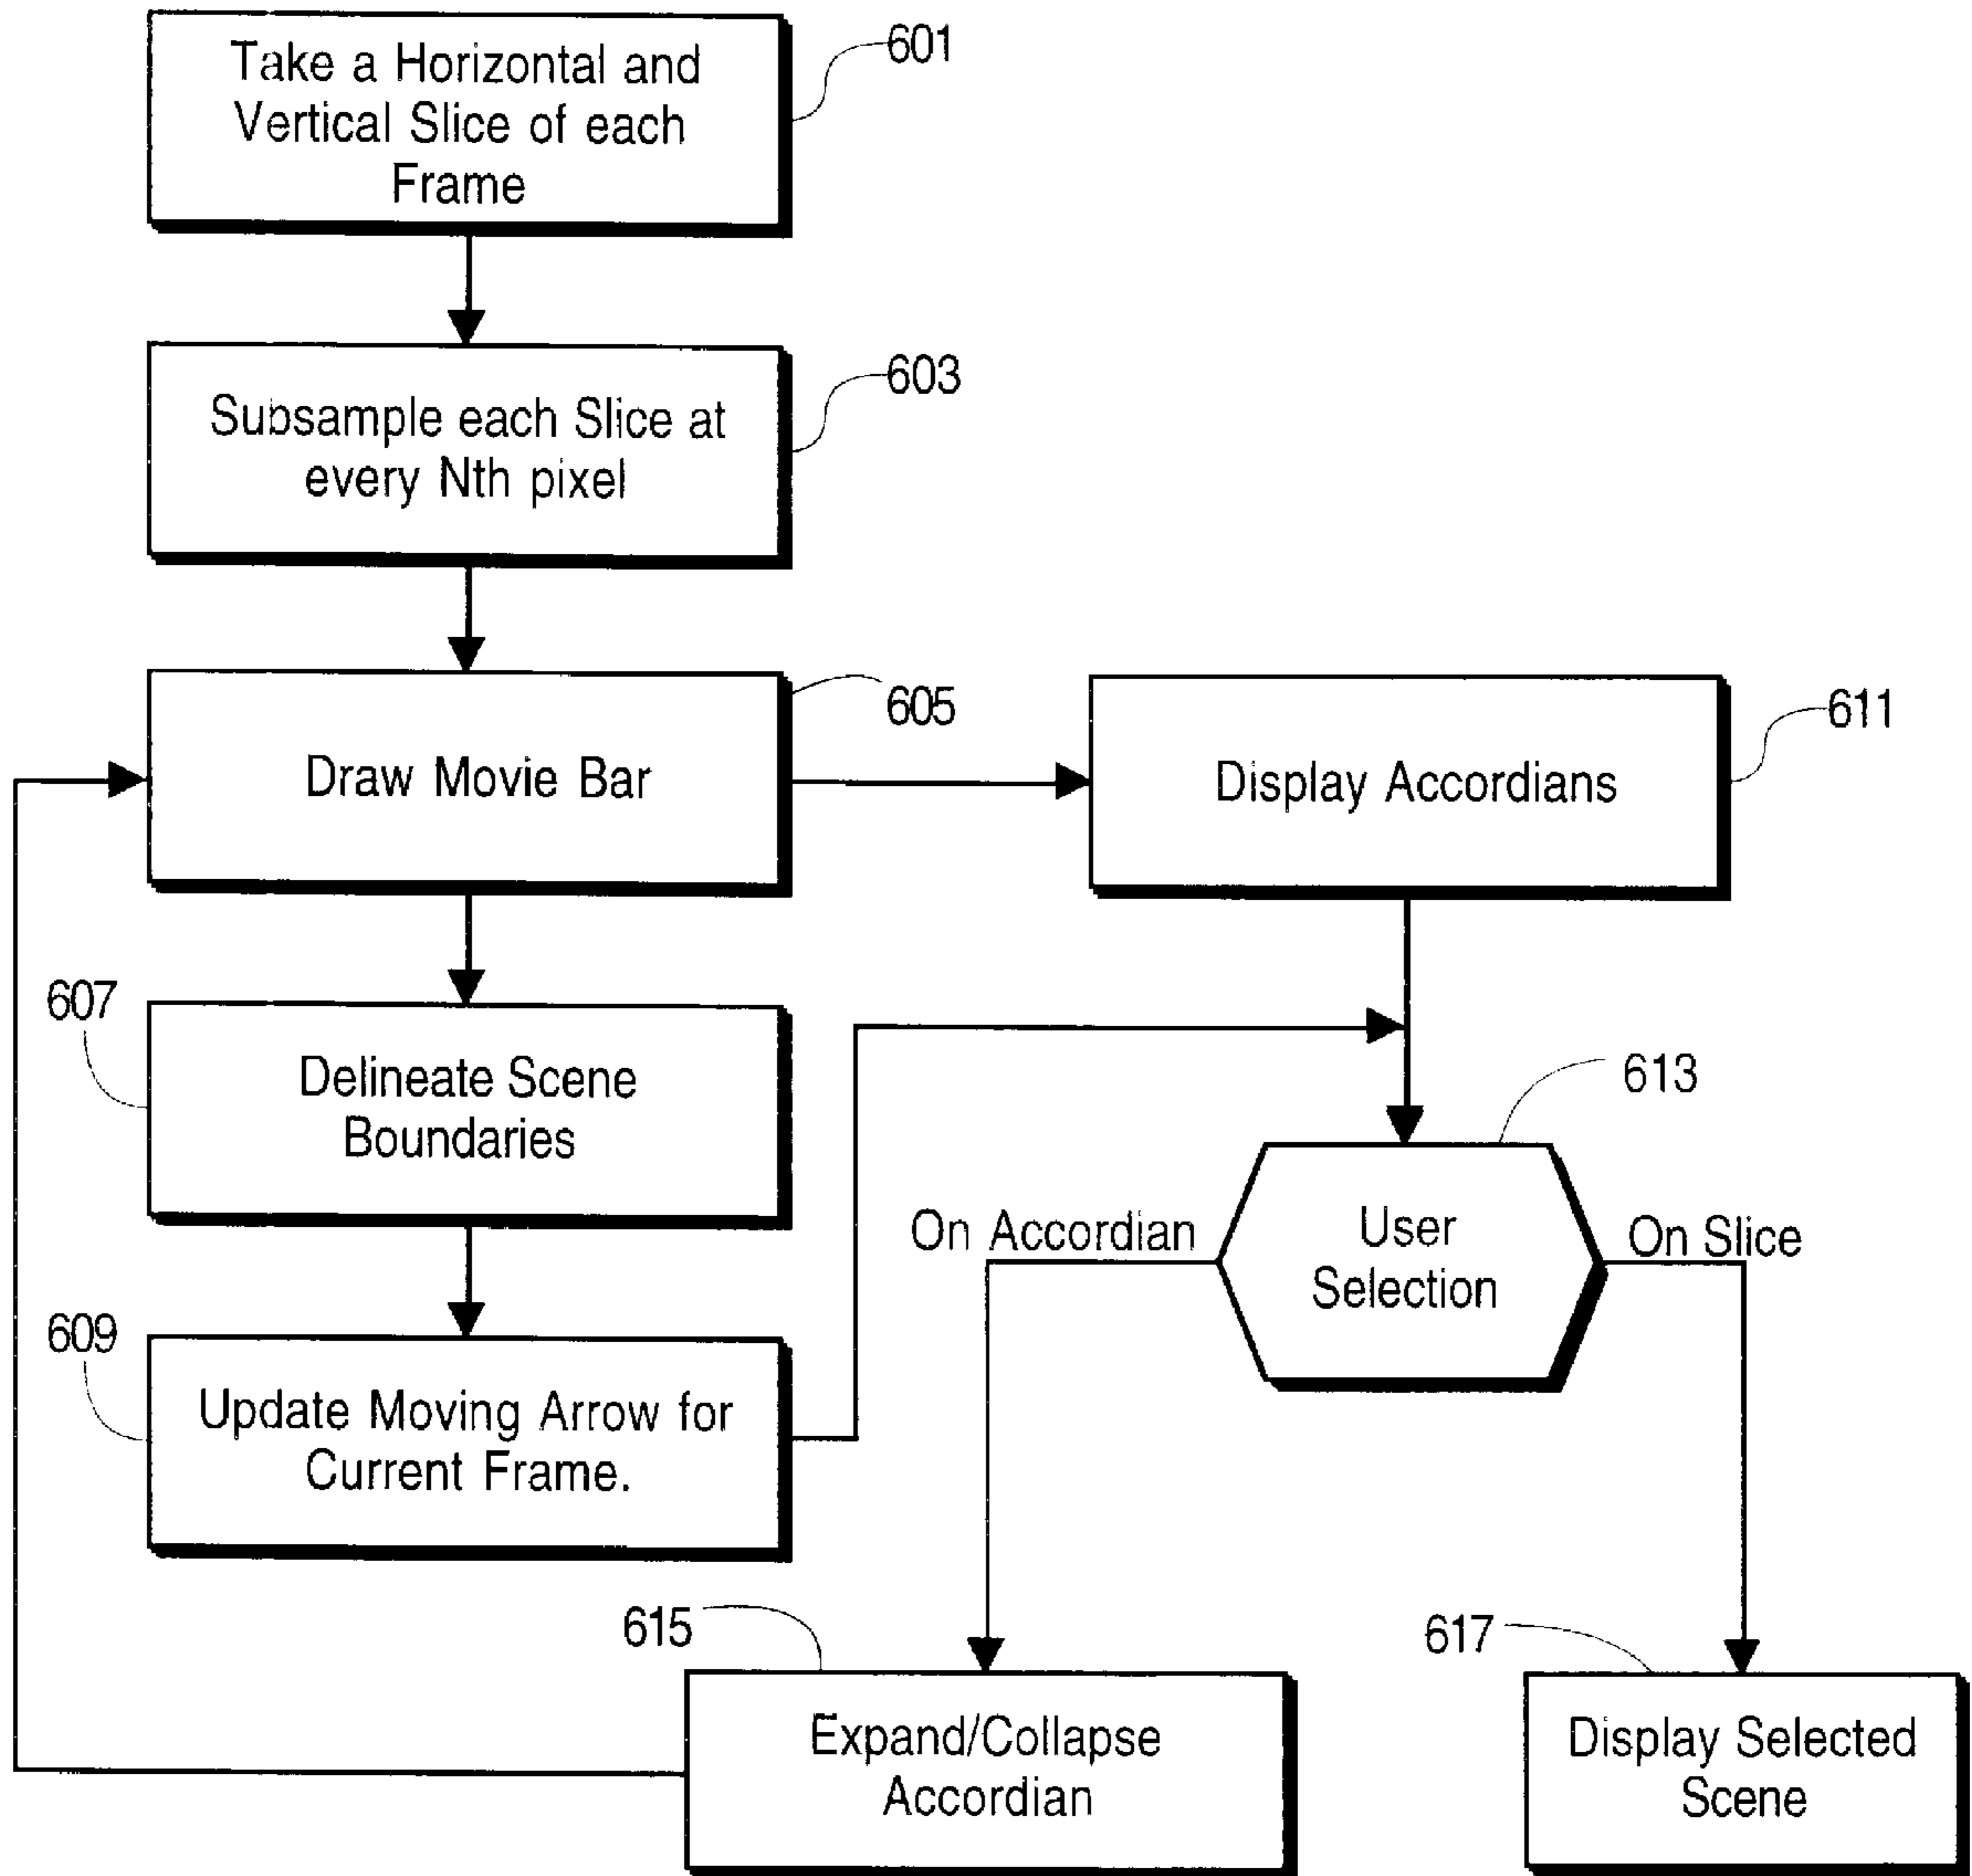 Take a Horizontal and
Vertical Slice of each
Frame
601
Subsample each Slice at
every Nth pixel
603
Draw Movie Bar
605
Display Accordians
611
607
Delineate Scene
Boundaries
613
User
Selection
On Accordian
On Slice
609
Update Moving Arrow for
Current Frame.
615
Expand/Collapse
Accordian
617
Display Selected
Scene